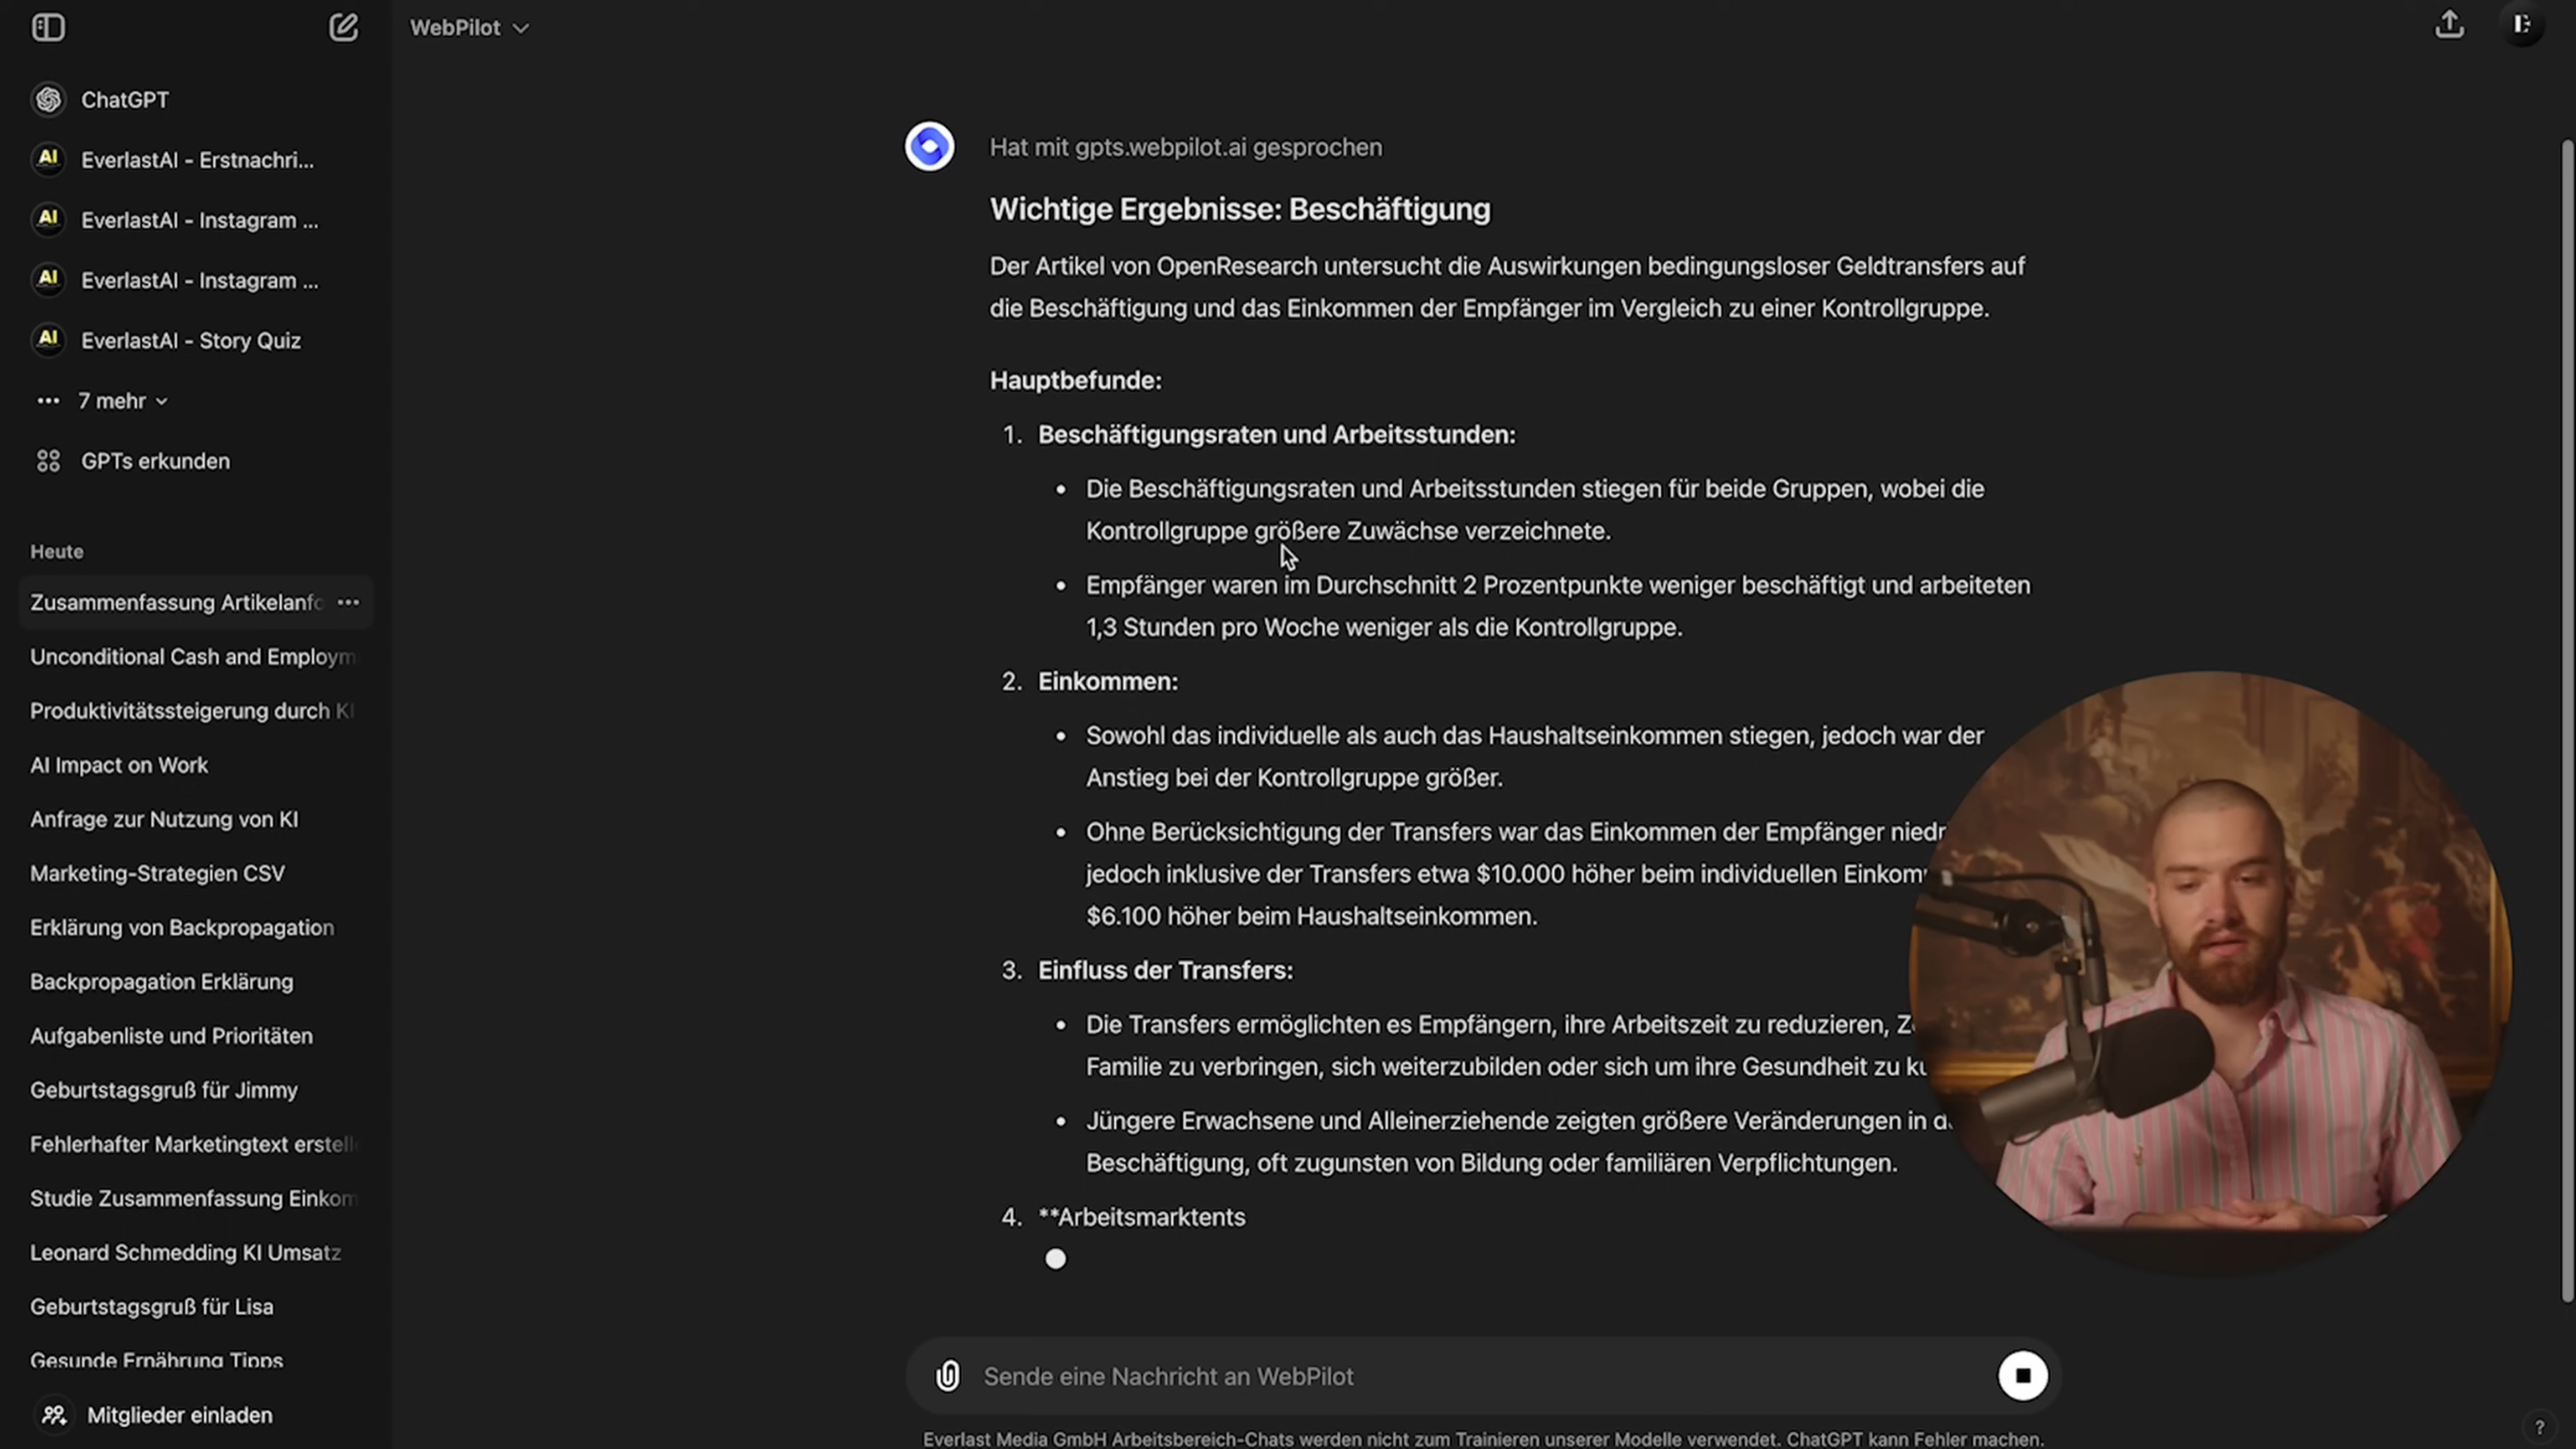 WebPilot
ChatGPT
EverlastAI - Erstnachri...
EverlastAI - Instagram ...
EverlastAI - Instagram ...
EverlastAI - Story Quiz
7 mehr
GPTs erkunden
Heute
Zusammenfassung Artikelanfo
Unconditional Cash and Employm
Produktivitätssteigerung durch KI
AI Impact on Work
Anfrage zur Nutzung von KI
Marketing-Strategien CSV
Erklärung von Backpropagation
Backpropagation Erklärung
Aufgabenliste und Prioritäten
Geburtstagsgruß für Jimmy
Fehlerhafter Marketingtext erstelle
Studie Zusammenfassung Einkom
Leonard Schmedding KI Umsatz
Geburtstagsgruß für Lisa
Gesunde Ernährung Tipps
Mitglieder einladen
Hat mit gpts.webpilot.ai gesprochen
Wichtige Ergebnisse: Beschäftigung
Der Artikel von OpenResearch untersucht die Auswirkungen bedingungsloser Geldtransfers auf
die Beschäftigung und das Einkommen der Empfänger im Vergleich zu einer Kontrollgruppe.
Hauptbefunde:
1. Beschäftigungsraten und Arbeitsstunden:
• Die Beschäftigungsraten und Arbeitsstunden stiegen für beide Gruppen, wobei die
Kontrollgruppe größere Zuwächse verzeichnete.
• Empfänger waren im Durchschnitt 2 Prozentpunkte weniger beschäftigt und arbeiteten
1,3 Stunden pro Woche weniger als die Kontrollgruppe.
2. Einkommen:
• Sowohl das individuelle als auch das Haushaltseinkommen stiegen, jedoch war der
Anstieg bei der Kontrollgruppe größer.
• Ohne Berücksichtigung der Transfers war das Einkommen der Empfänger
jedoch inklusive der Transfers etwa $10.000 höher beim individuellen
$6.100 höher beim Haushaltseinkommen.
3. Einfluss der Transfers:
• Die Transfers ermöglichten es Empfängern, ihre Arbeitszeit zu reduzieren,
Familie zu verbringen, sich weiterzubilden oder sich um ihre Gesundheit zu
• Jüngere Erwachsene und Alleinerziehende zeigten größere Veränderungen in
Beschäftigung, oft zugunsten von Bildung oder familiären Verpflichtungen.
4. **Arbeitsmarktents
Sende eine Nachricht an WebPilot
Everlast Media GmbH Arbeitsbereich-Chats werden nicht zum Trainieren unserer Modelle verwendet. ChatGPT kann Fehler machen.
?